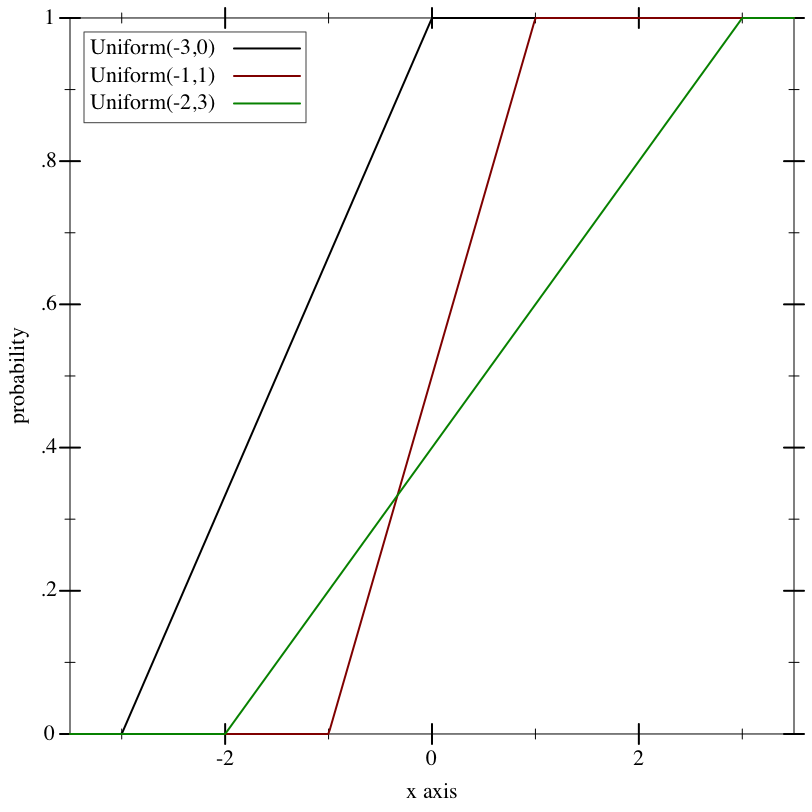 1
Uniform(-3,0)
Uniform(-1,1)
Uniform(-2,3)
.8
.6
probability
.4
.2
0
-2 0 2
x axis